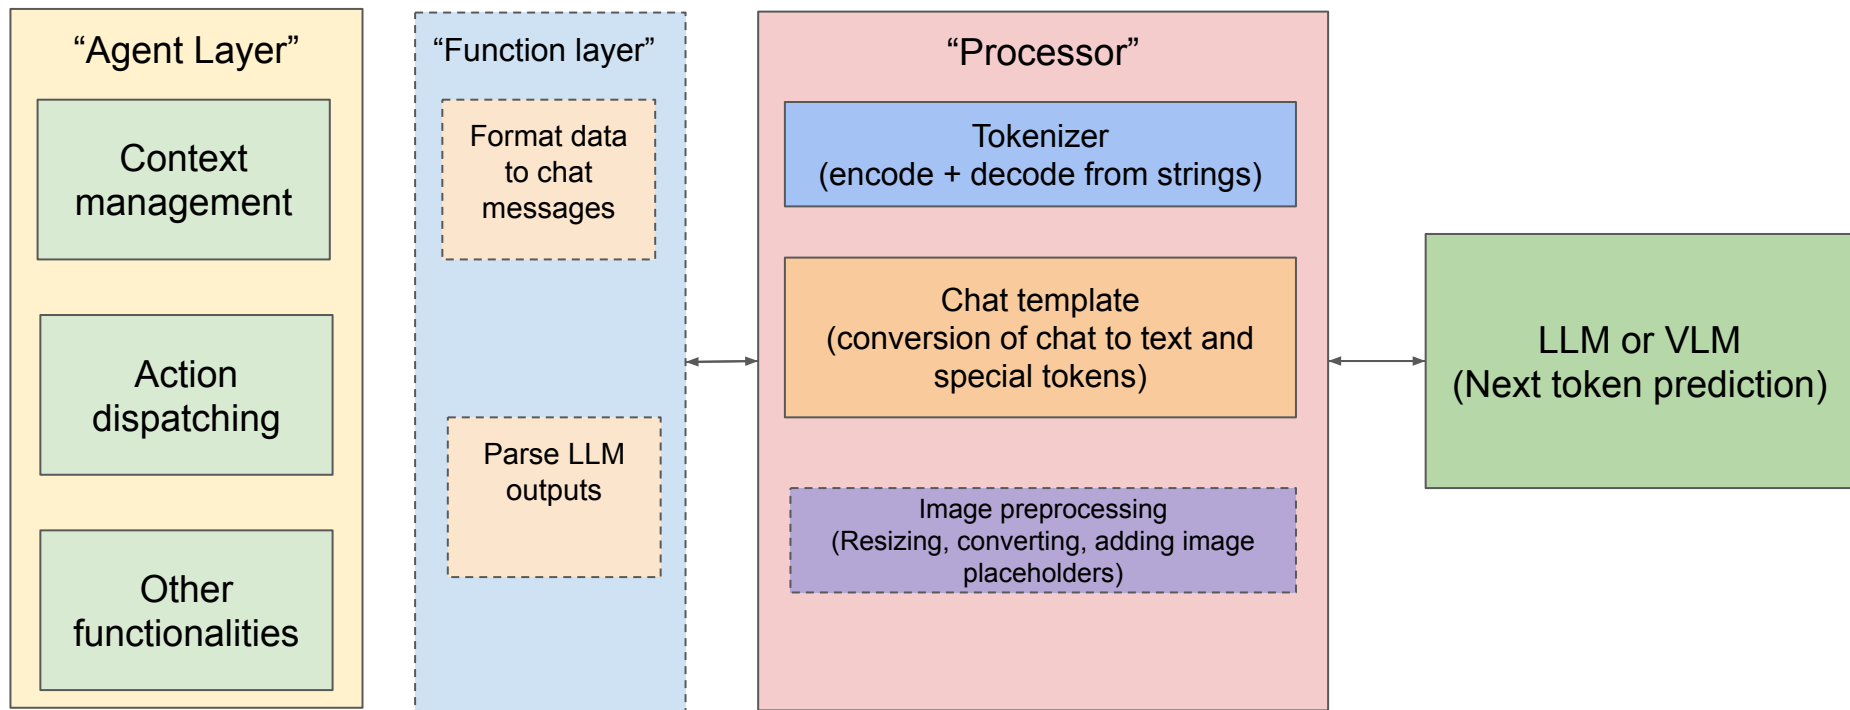 “Agent Layer”
Context
management
Action
dispatching
Other
functionalities
“Function layer”
Format data
to chat
messages
Parse LLM
outputs
“Processor”
Tokenizer
(encode + decode from strings)
Chat template
(conversion of chat to text and
special tokens)
Image preprocessing
(Resizing, converting, adding image
placeholders)
LLM or VLM
(Next token prediction)